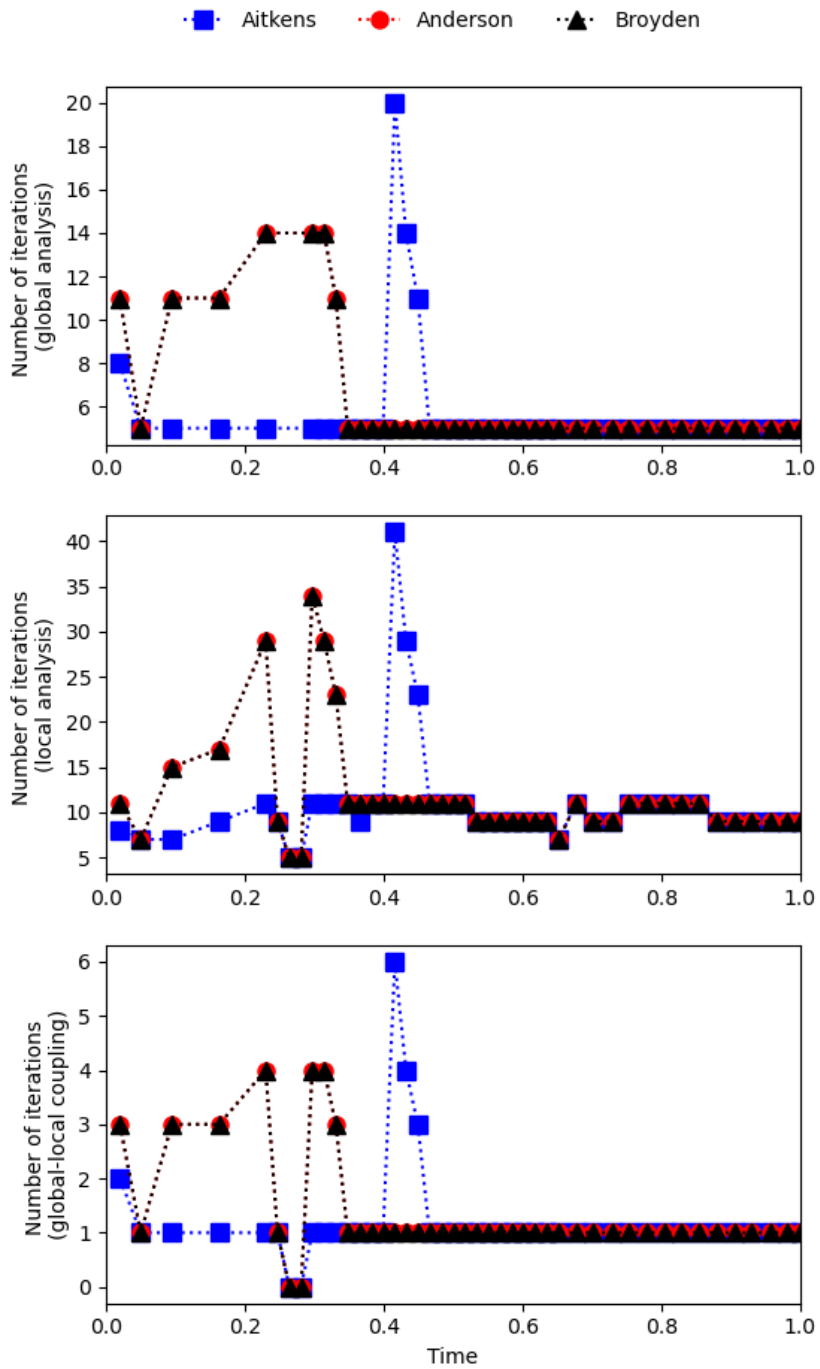 Aitkens Anderson Broyden
20
18
16
14
12
10
8
6
Number of iterations
(global analysis)
0.0 0.2 0.4 0.6 0.8 1.0
40
35
30
25
20
15
10
5
Number of iterations
(local analysis)
0.0 0.2 0.4 0.6 0.8 1.0
6
5
4
3
2
1
0
Number of iterations
(global-local coupling)
0.0 0.2 0.4 0.6 0.8 1.0
Time